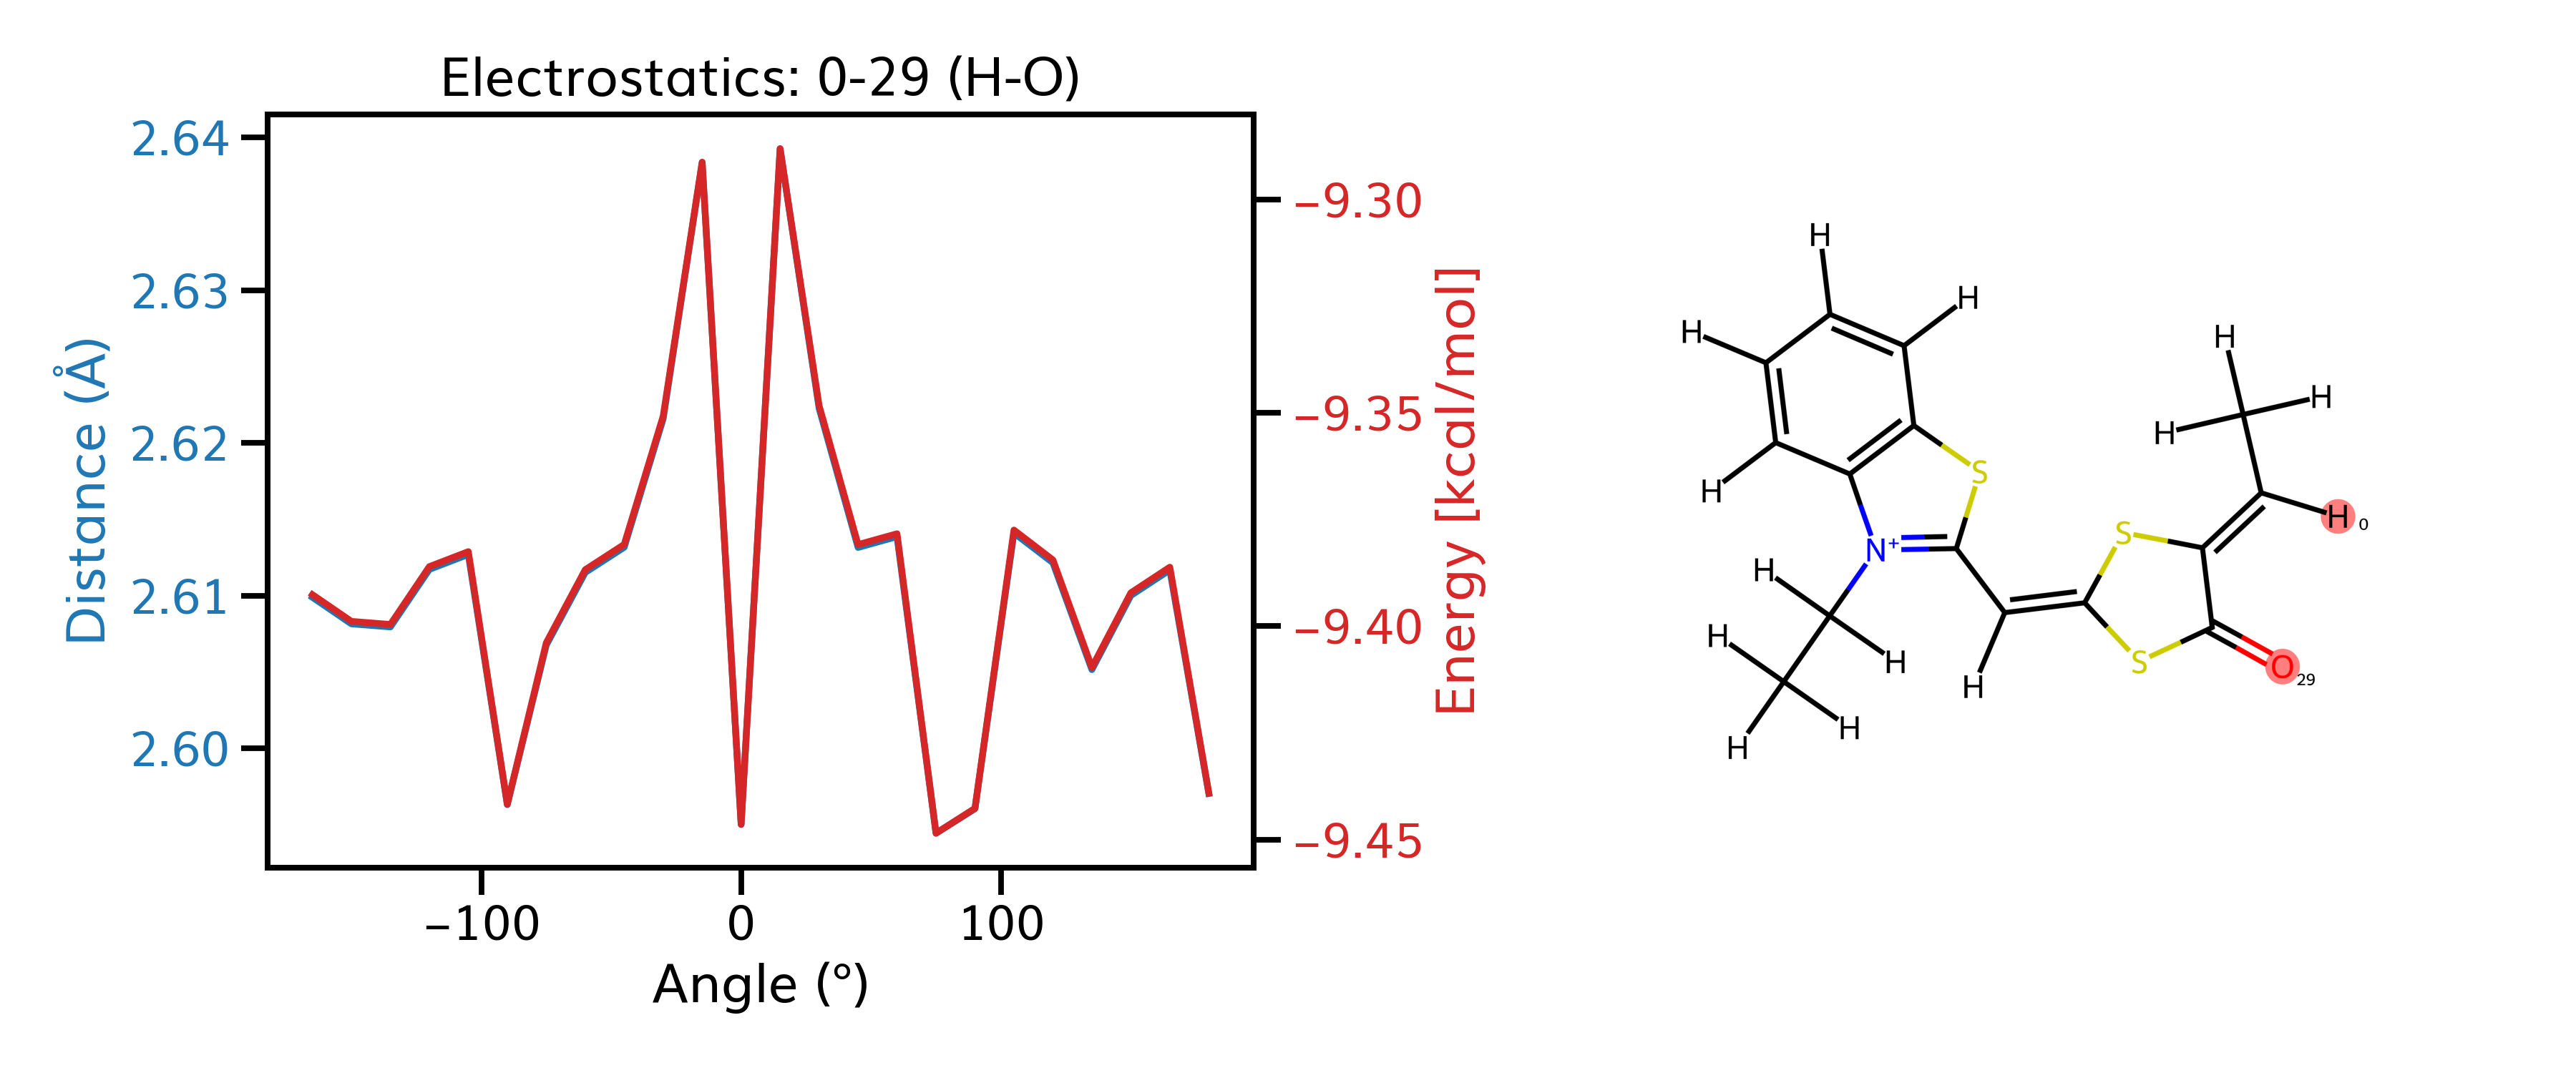 Electrostatics: 0-29 (H-O)
2.64
2.63
2.62
2.61
2.60
Distance (Å)
−9.30
−9.35
−9.40
−9.45
Energy [kcal/mol]
−100 0 100
Angle (°)
H
H
H
H
H
H
H
S
H 0
S
N+
H
H
H
S
O 29
H
H
H